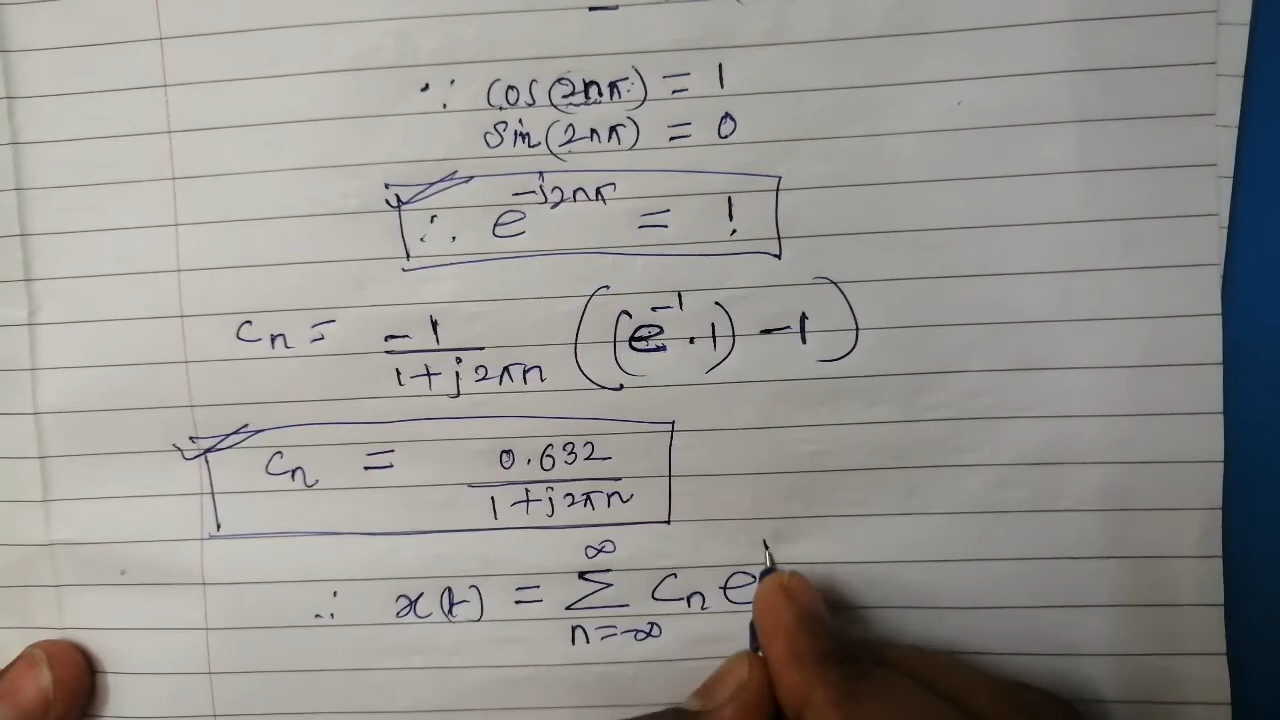 ∵ cos(2nπ) = 1
sin(2nπ) = 0
∴ e^{-j2nπ} = 1
Cn = -1/(1+j2πn) ((e^{-1}.1) -1)
Cn = 0.632/(1+j2πn)
∴ x(t) = ∑_{n=-∞}^{∞} Cn e